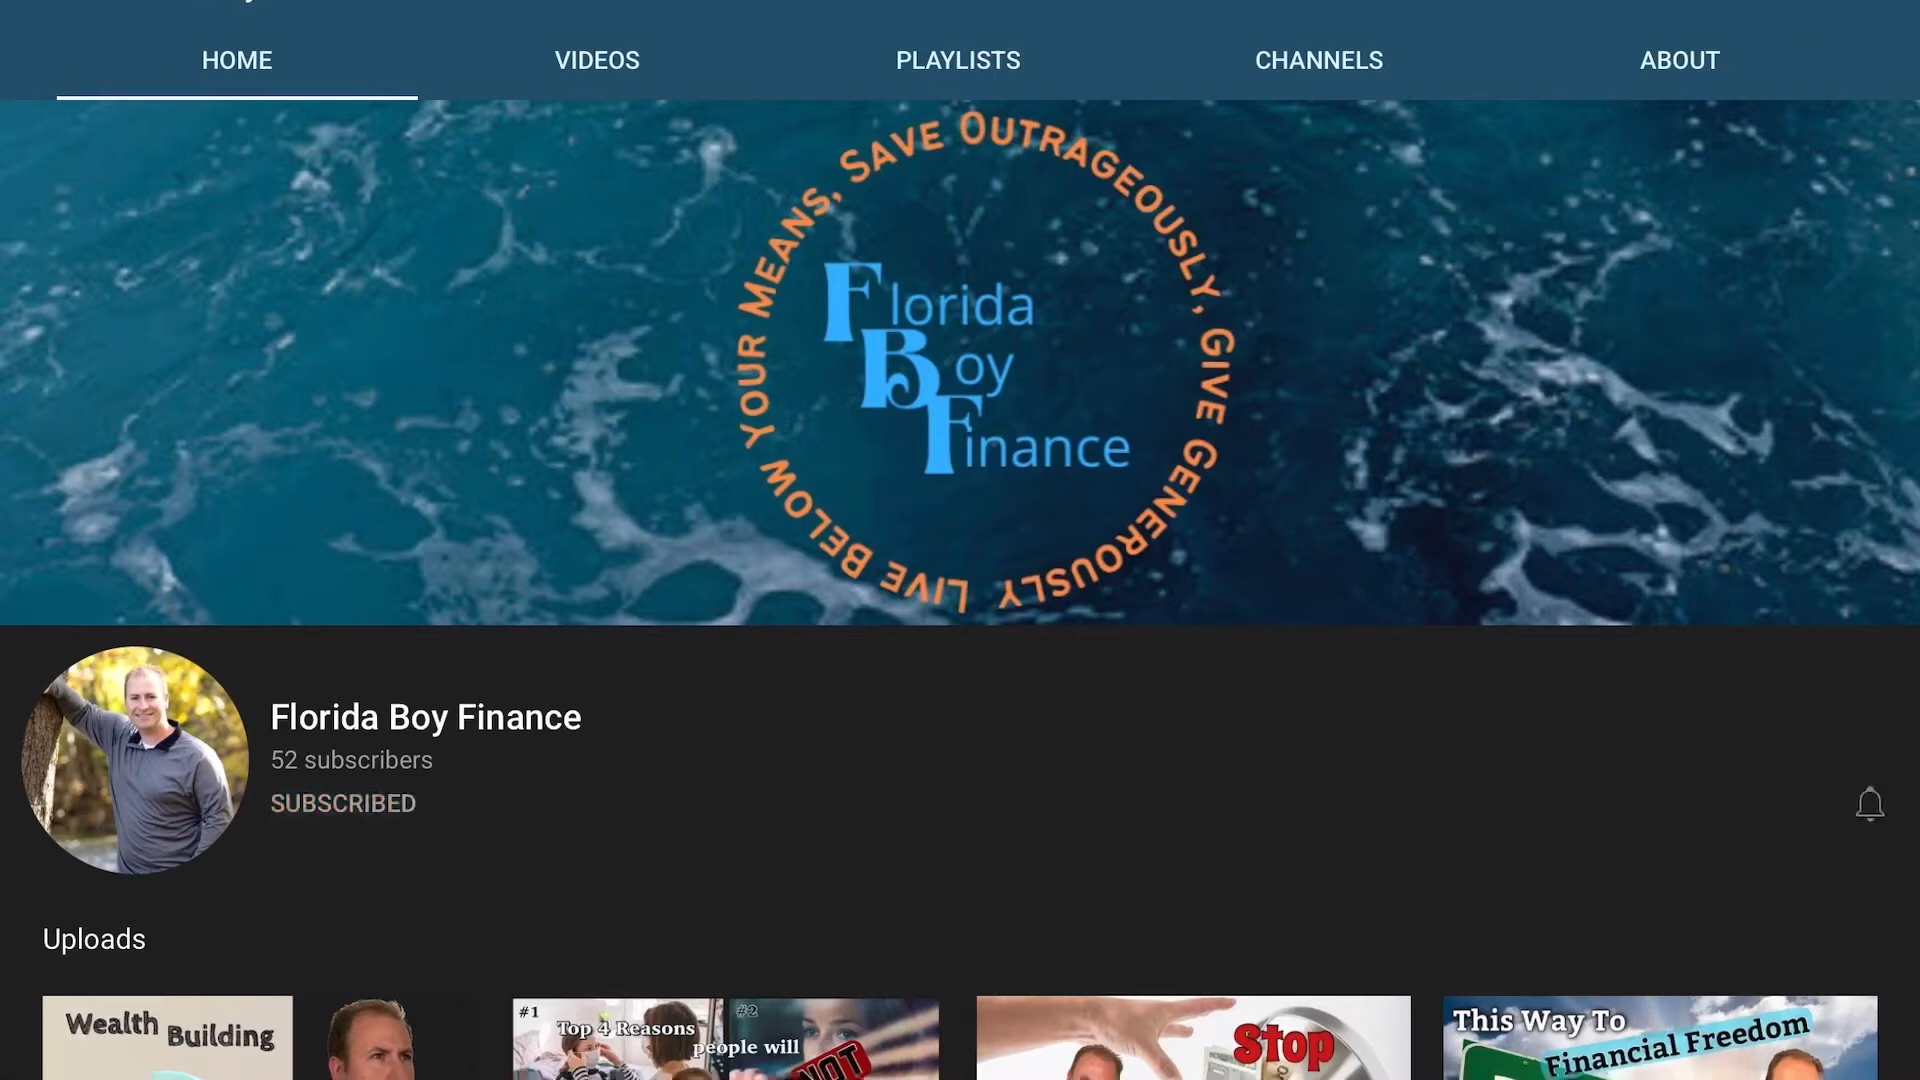 HOME
VIDEOS
PLAYLISTS
CHANNELS
ABOUT
LIVE BELOW YOUR MEANS, SAVE OUTRAGEOUSLY, GIVE GENEROUSLY
Florida
Boy
Finance
Florida Boy Finance
52 subscribers
SUBSCRIBED
Uploads
Wealth Building
#1
#2
Top 4 Reasons
people will
NOT
Stop
This Way To
Financial Freedom